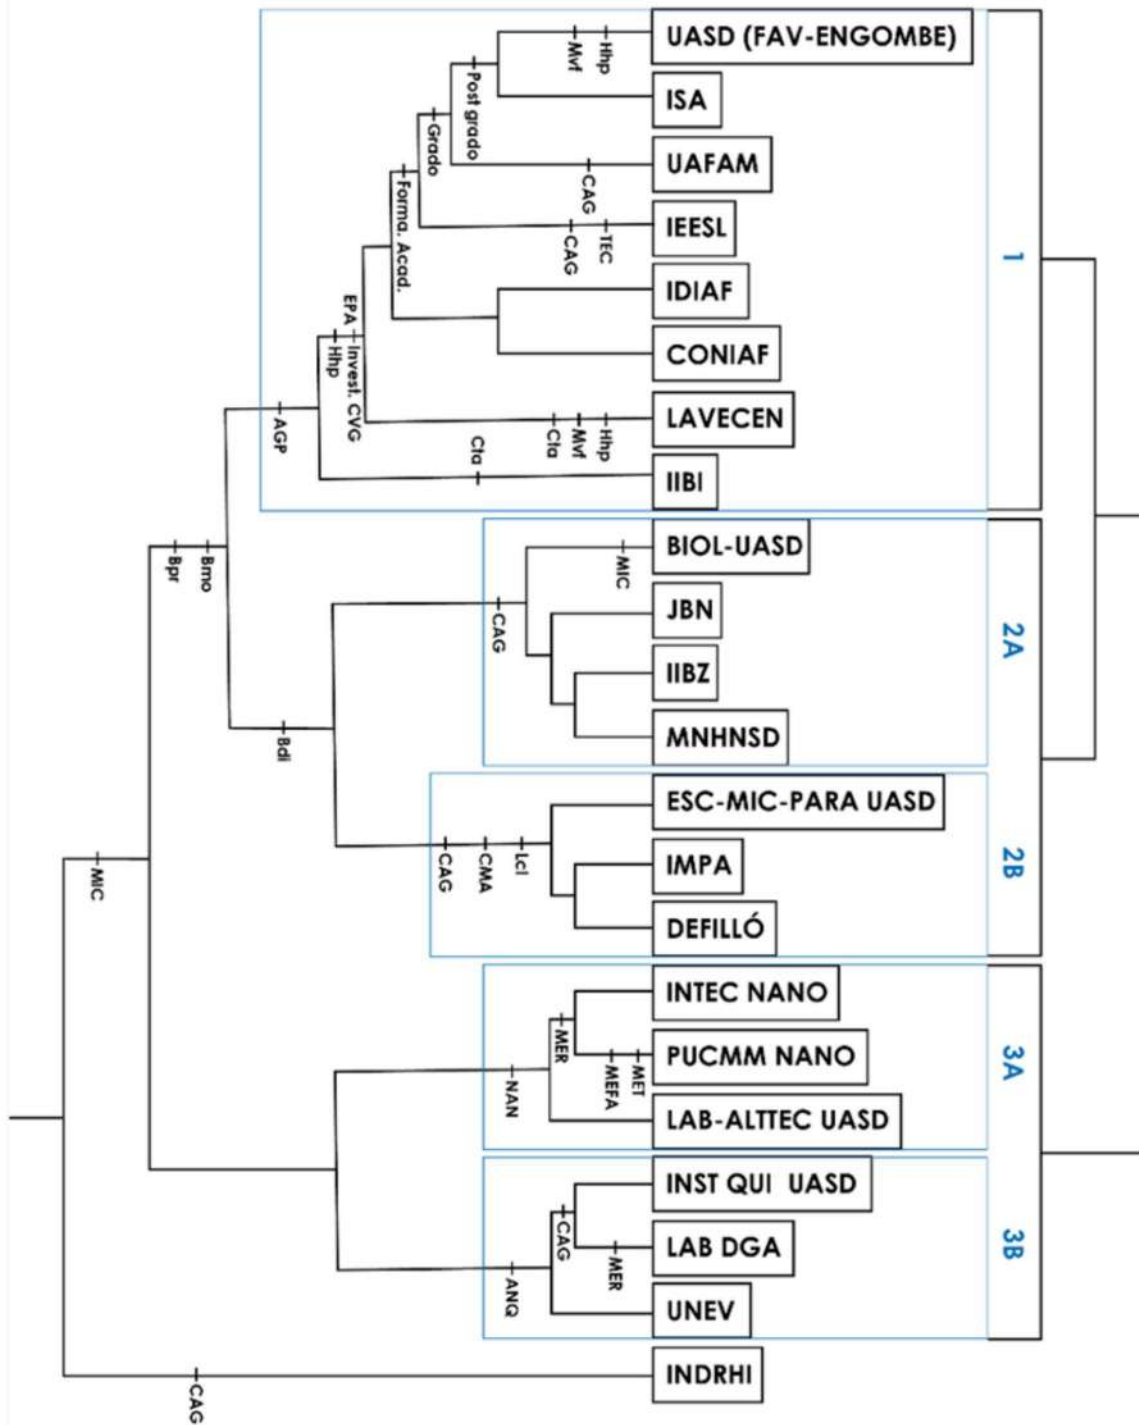 UASD (FAV-ENGOMBE)
Hhp
Mvf
Post grado
ISA
Grado
UAFAM
CAG
Forma. Acad.
IEESL
TEC
CAG
1
IDIAF
EPA
Invest. CVG
Hhp
CONIAF
LAVECEN
Hhp
Mvf
Cta
AGP
Cta
IIBI
BIOL-UASD
MIC
Bmo
Bpr
JBN
CAG
2A
IIBZ
MNHNSD
Bdi
ESC-MIC-PARA UASD
Lcl
CMA
CAG
2B
IMPA
MIC
DEFILLÓ
INTEC NANO
MER
PUCMM NANO
MET
MEFA
3A
NAN
LAB-ALTTEC UASD
INST QUI UASD
CAG
3B
LAB DGA
MER
ANQ
UNEV
INDRHI
CAG